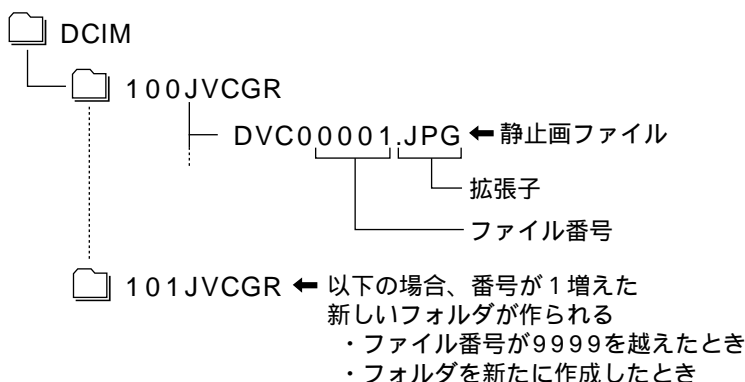 DCIM
100JVCGR
DVC00001.JPG ⬅ 静止画ファイル
拡張子
ファイル番号
101JVCGR ⬅ 以下の場合、番号が1増えた
新しいフォルダが作られる
・ファイル番号が9999を越えたとき
・フォルダを新たに作成したとき